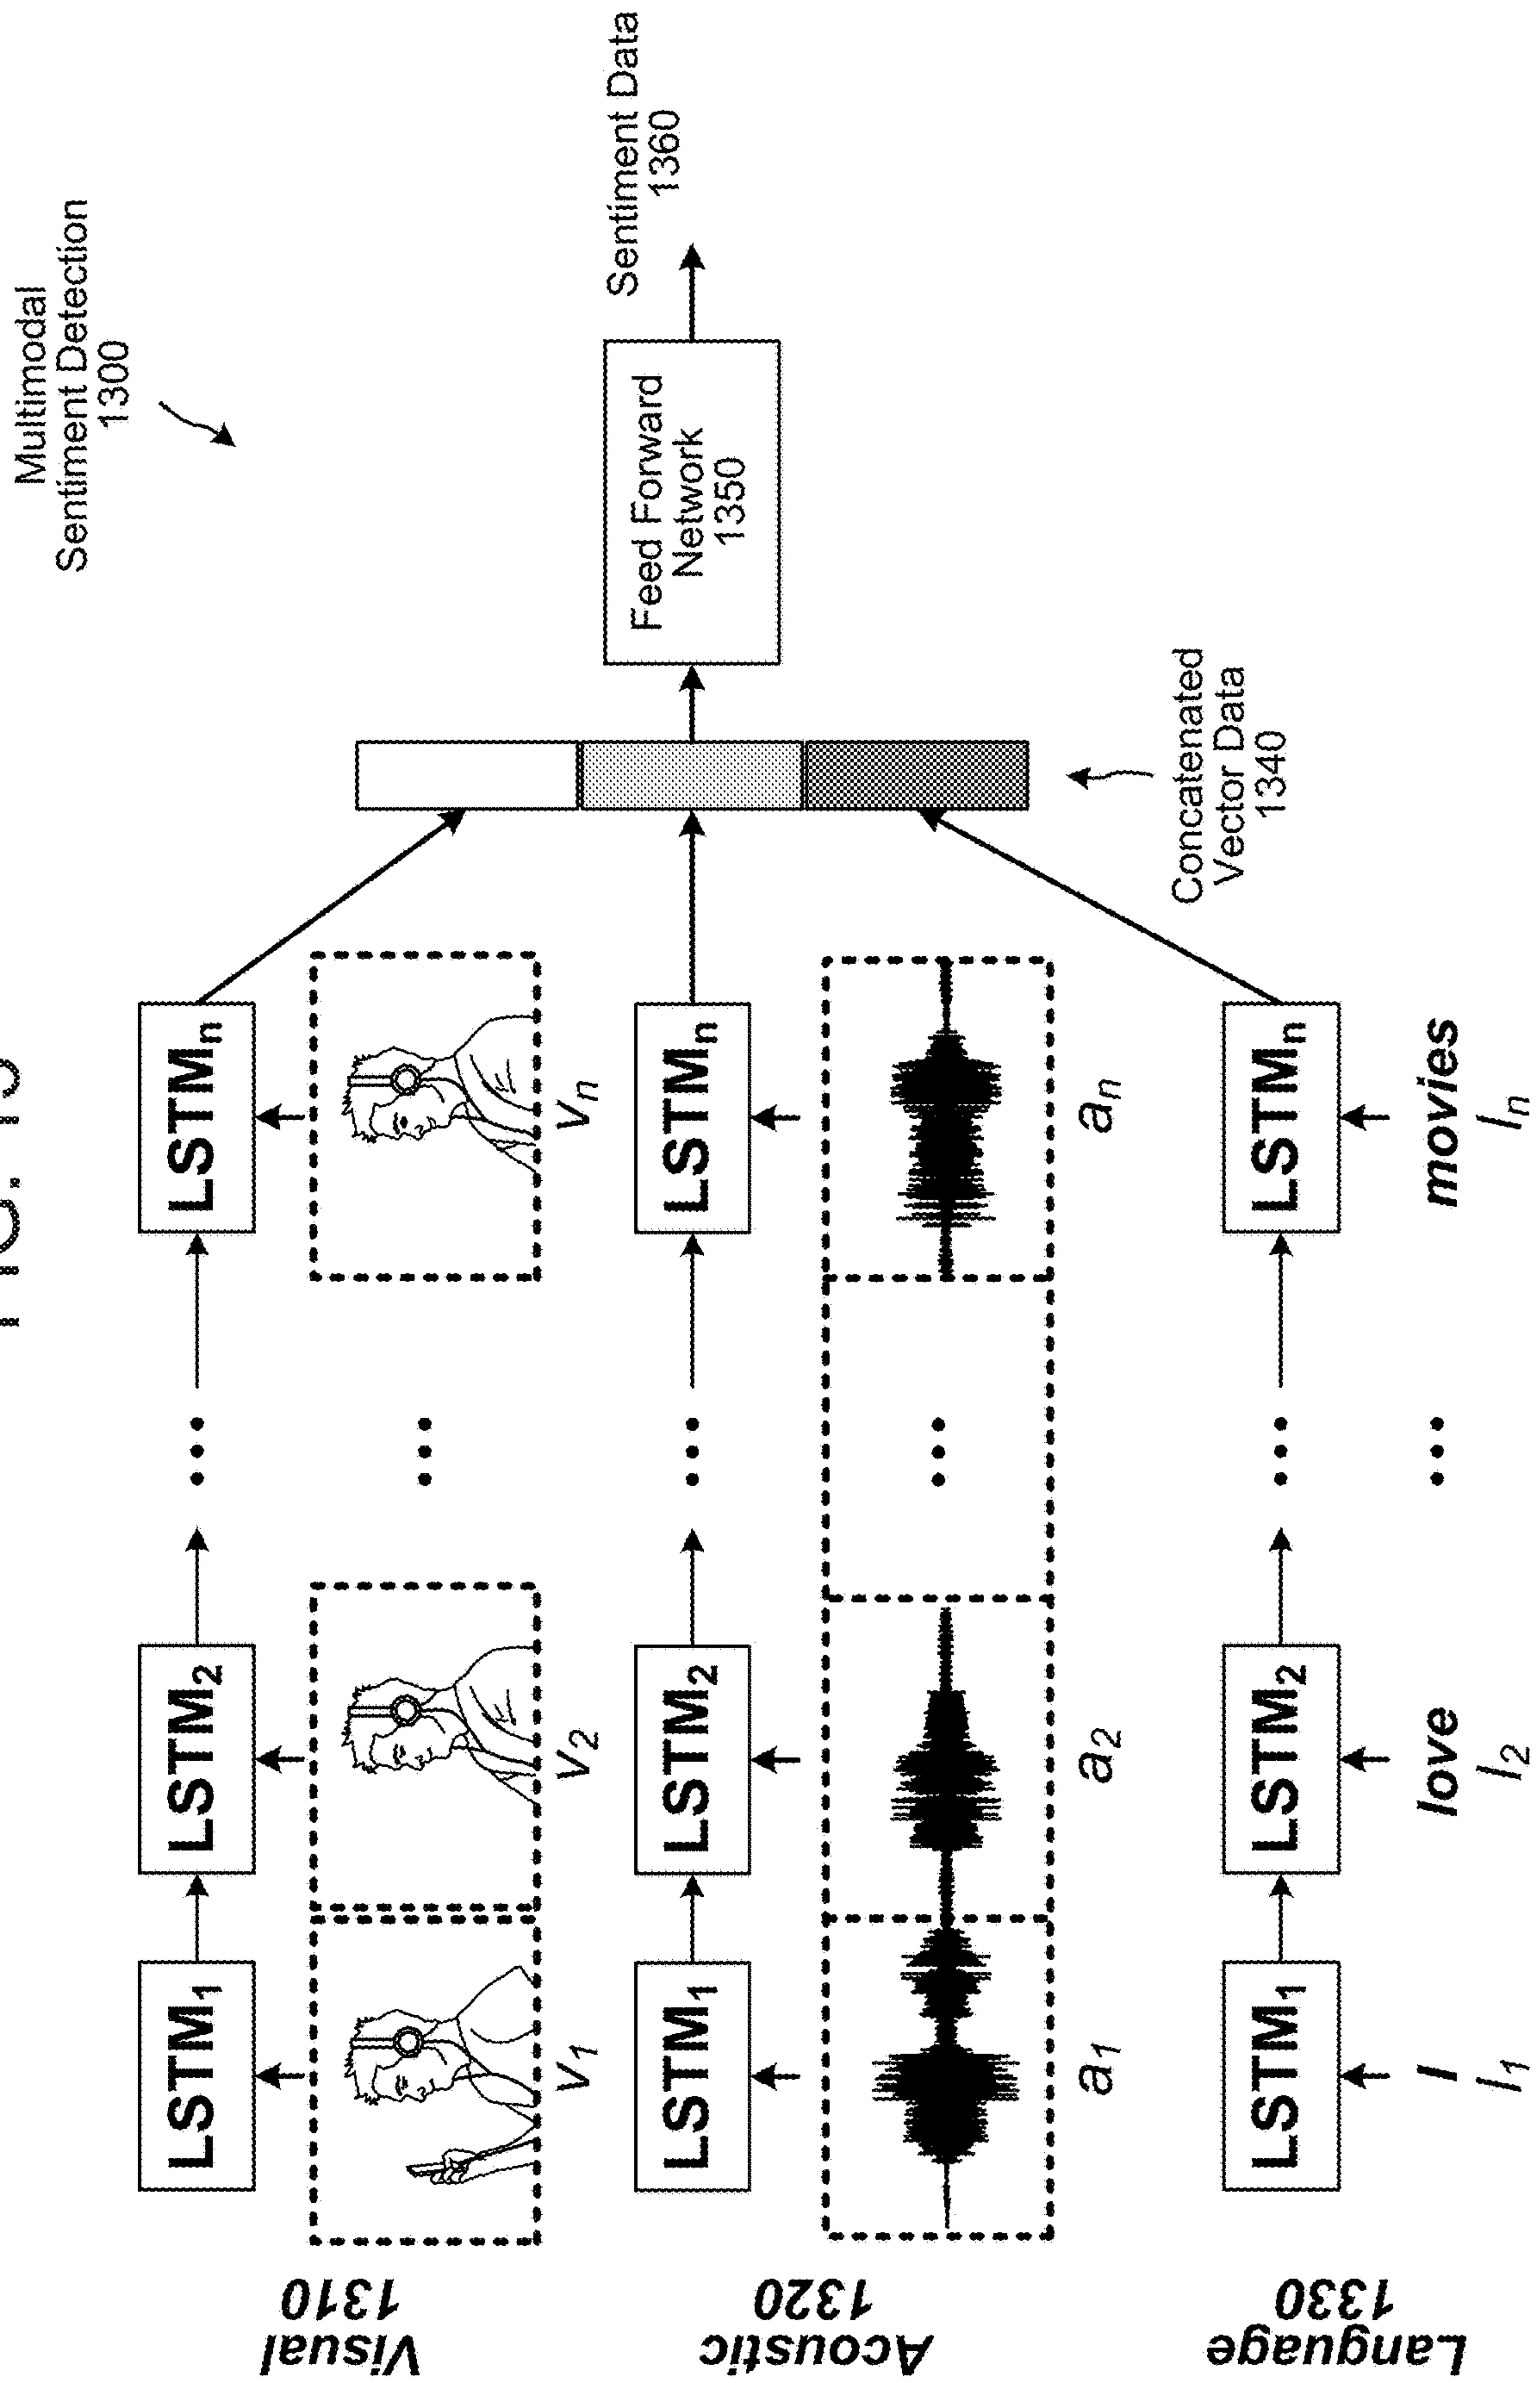 FIG. 13
Multimodal
Sentiment Detection
1300
Visual
1310
LSTM1
LSTM2
...
LSTMn
v1
v2
...
vn
Sentiment Data
1360
Feed Forward
Network
1350
Acoustic
1320
LSTM1
LSTM2
...
LSTMn
a1
a2
...
an
Concatenated
Vector Data
1340
Language
1330
LSTM1
LSTM2
...
LSTMn
I
love
...
movies
l1
l2
ln